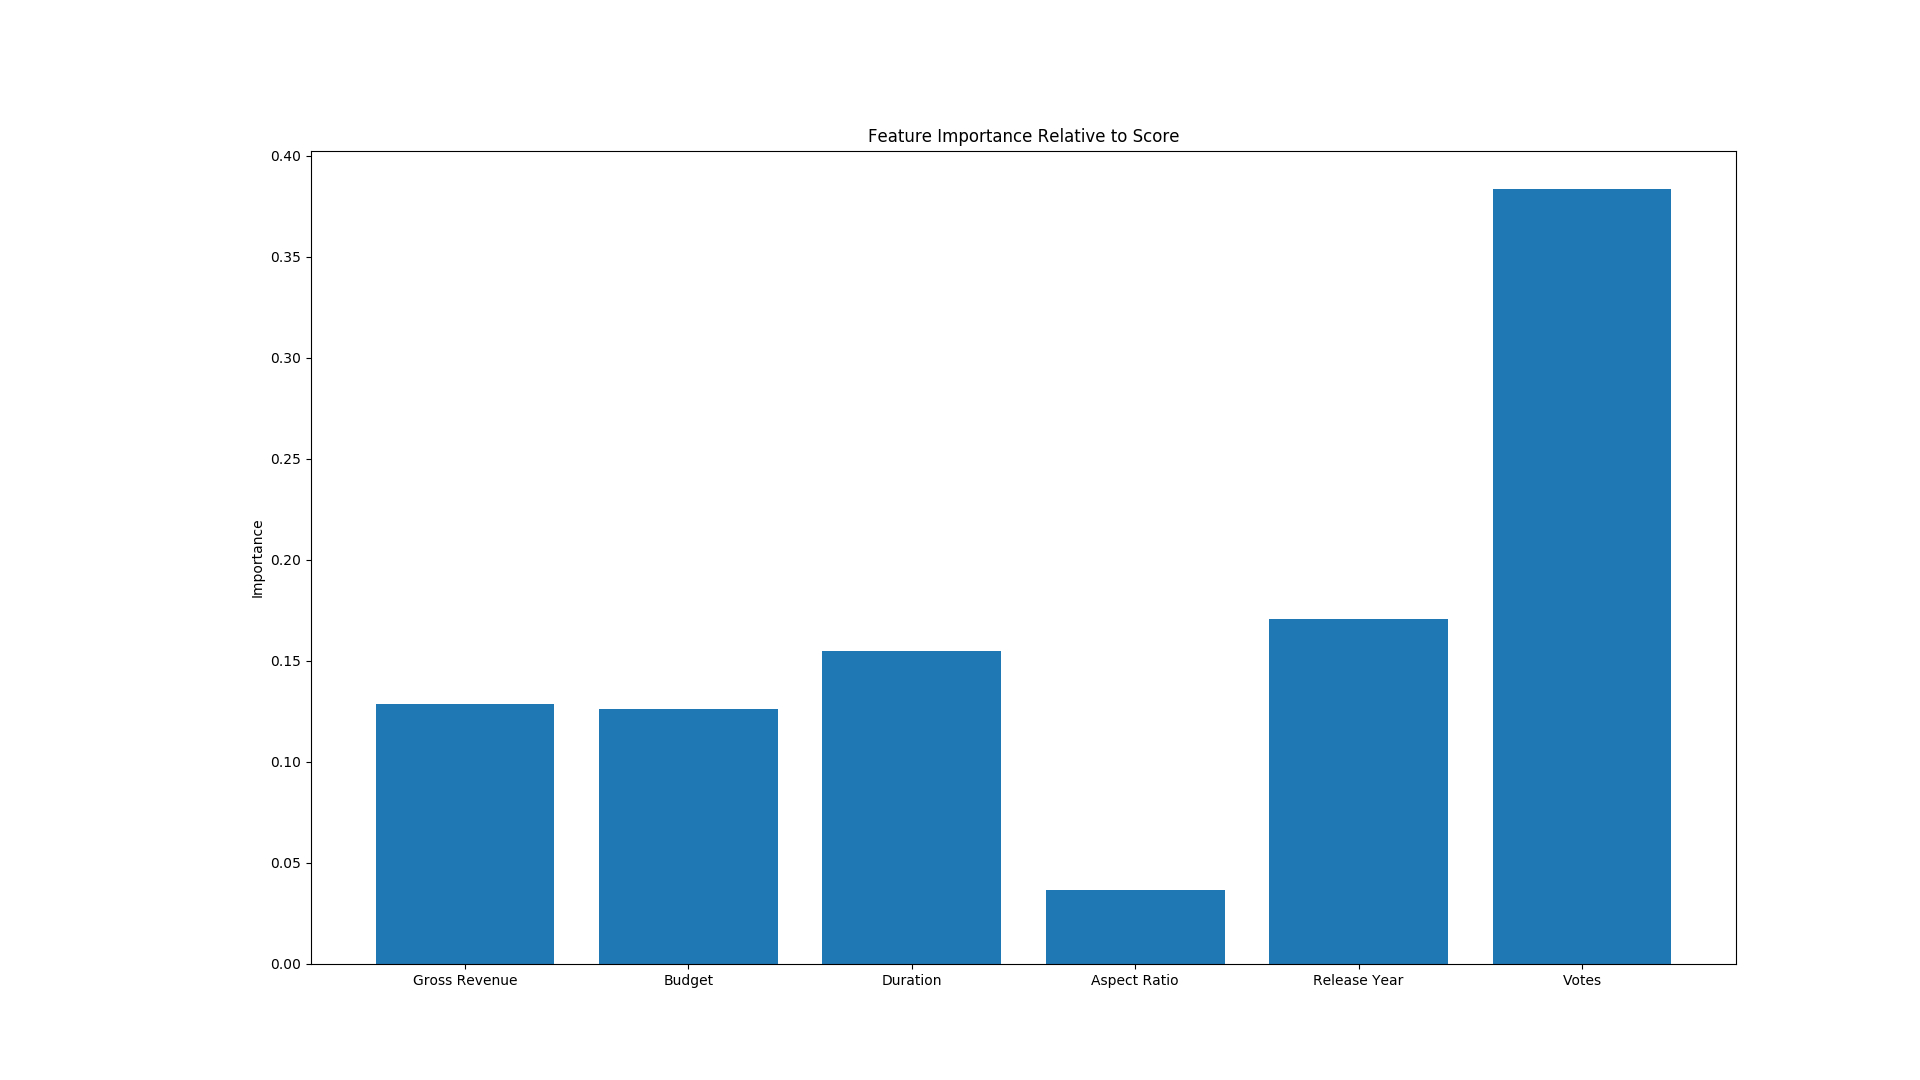 Feature Importance Relative to Score
0.40
0.35
0.30
0.25
0.20
0.15
0.10
0.05
0.00
Importance
Gross Revenue
Budget
Duration
Aspect Ratio
Release Year
Votes